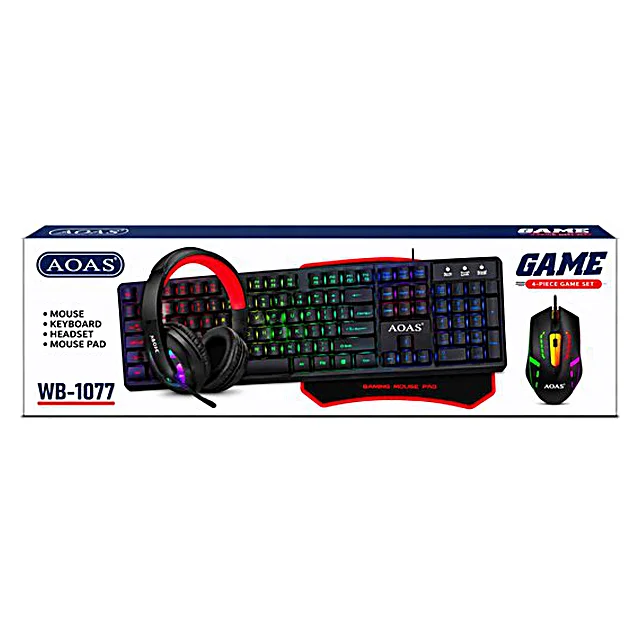 AOAS
GAME
AOAS®
GAME
4-PIECE GAME SET
• MOUSE
• KEYBOARD
• HEADSET
• MOUSE PAD
WB-1077
AOAS
GAMING MOUSE PAD
AOAS